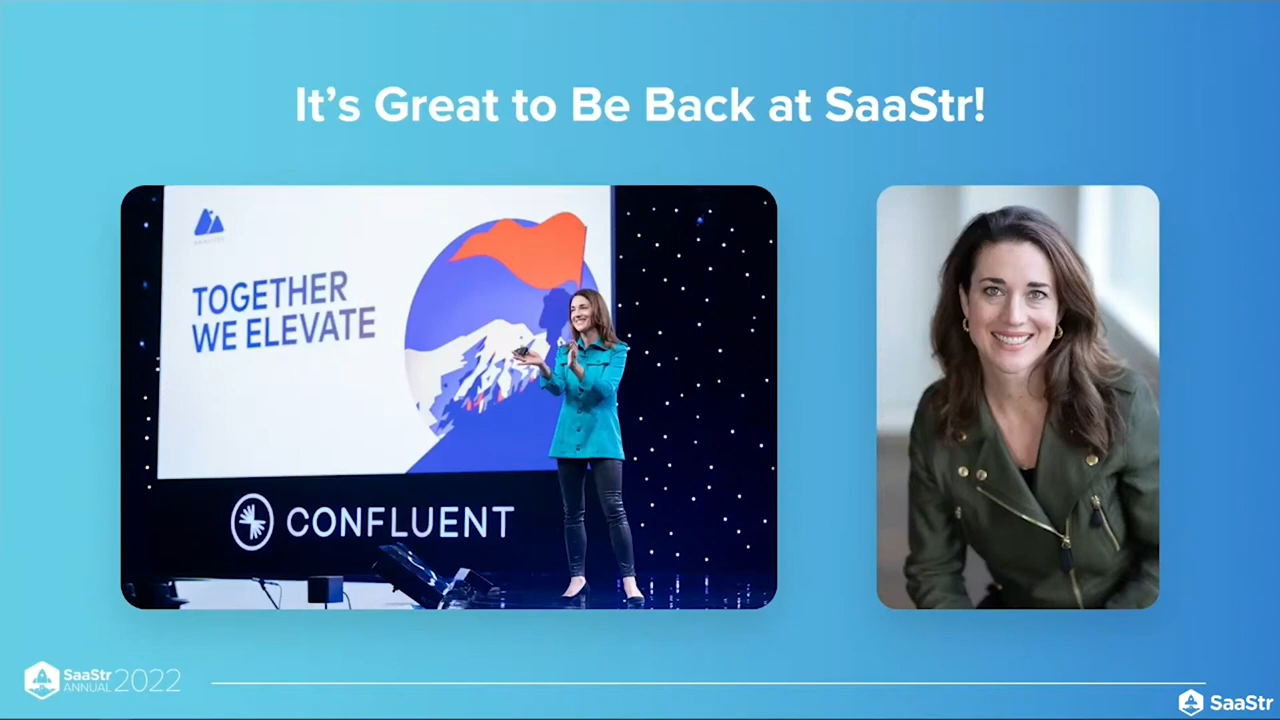 It's Great to Be Back at SaaStr!
TOGETHER
WE ELEVATE
CONFLUENT
SaaStr
ANNUAL 2022
SaaStr